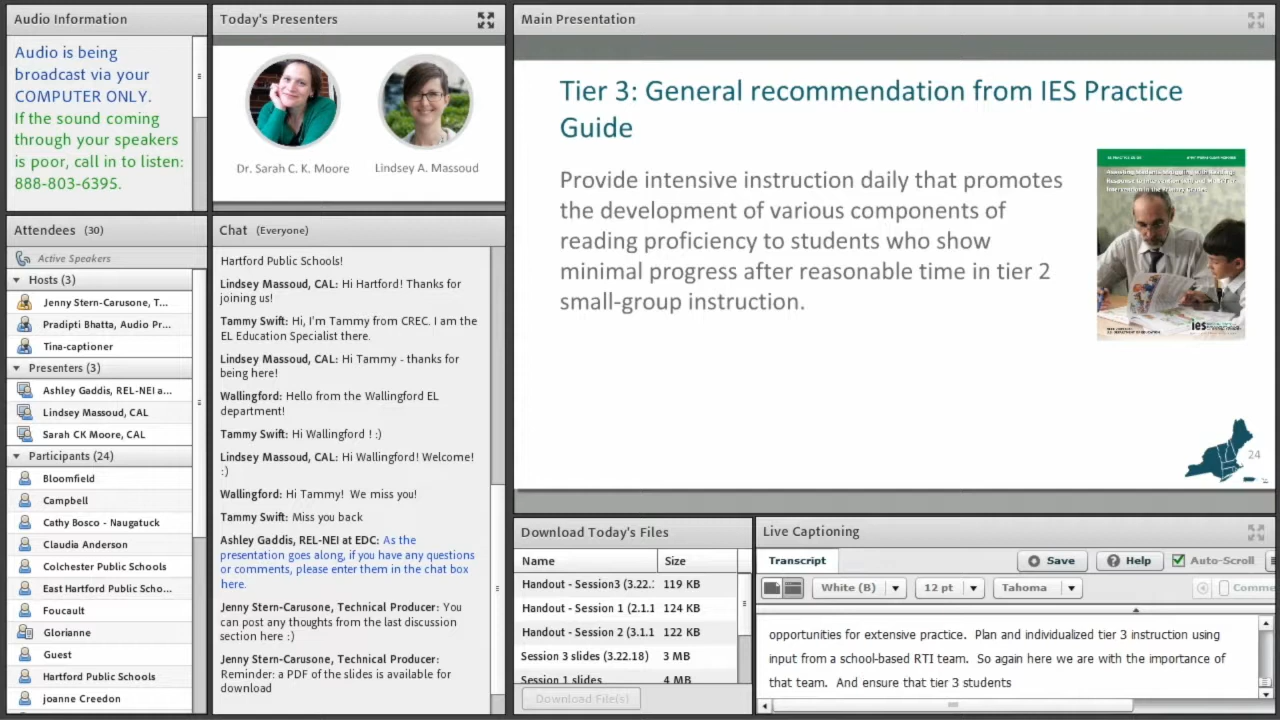 Audio Information
Audio is being
broadcast via your
COMPUTER ONLY.
If the sound coming
through your speakers
is poor, call in to listen:
888-803-6395.
Today's Presenters
Dr. Sarah C. K. Moore
Lindsey A. Massoud
Attendees (30)
Active Speakers
Hosts (3)
Jenny Stern-Carusone, T...
Pradipti Bhatta, Audio Pr...
Tina-captioner
Presenters (3)
Ashley Gaddis, REL-NEI a...
Lindsey Massoud, CAL
Sarah CK Moore, CAL
Participants (24)
Bloomfield
Campbell
Cathy Bosco - Naugatuck
Claudia Anderson
Colchester Public Schools
East Hartford Public Scho...
Foucault
Glorianne
Guest
Hartford Public Schools
joanne Creedon
Chat (Everyone)
Hartford Public Schools!
Lindsey Massoud, CAL: Hi Hartford! Thanks for
joining us!
Tammy Swift: Hi, I'm Tammy from CREC. I am the
EL Education Specialist there.
Lindsey Massoud, CAL: Hi Tammy - thanks for
being here!
Wallingford: Hello from the Wallingford EL
department!
Tammy Swift: Hi Wallingford ! :)
Lindsey Massoud, CAL: Hi Wallingford! Welcome!
:)
Wallingford: Hi Tammy! We miss you!
Tammy Swift: Miss you back
Ashley Gaddis, REL-NEI at EDC: As the
presentation goes along, if you have any questions
or comments, please enter them in the chat box
here.
Jenny Stern-Carusone, Technical Producer: You
can post any thoughts from the last discussion
section here :)
Jenny Stern-Carusone, Technical Producer:
Reminder: a PDF of the slides is available for
download
Main Presentation
Tier 3: General recommendation from IES Practice
Guide
Provide intensive instruction daily that promotes
the development of various components of
reading proficiency to students who show
minimal progress after reasonable time in tier 2
small-group instruction.
ies
24
Download Today's Files
Name Size
Handout - Session3 (3.22.: 119 KB
Handout - Session 1 (2.1.1 124 KB
Handout - Session 2 (3.1.1 122 KB
Session 3 slides (3.22.18) 3 MB
Session 1 slides 4 MB
Download File(s)
Live Captioning
Transcript
Save
Help
Auto-Scroll
White (B)
12 pt
Tahoma
Comme
opportunities for extensive practice. Plan and individualized tier 3 instruction using
input from a school-based RTI team. So again here we are with the importance of
that team. And ensure that tier 3 students